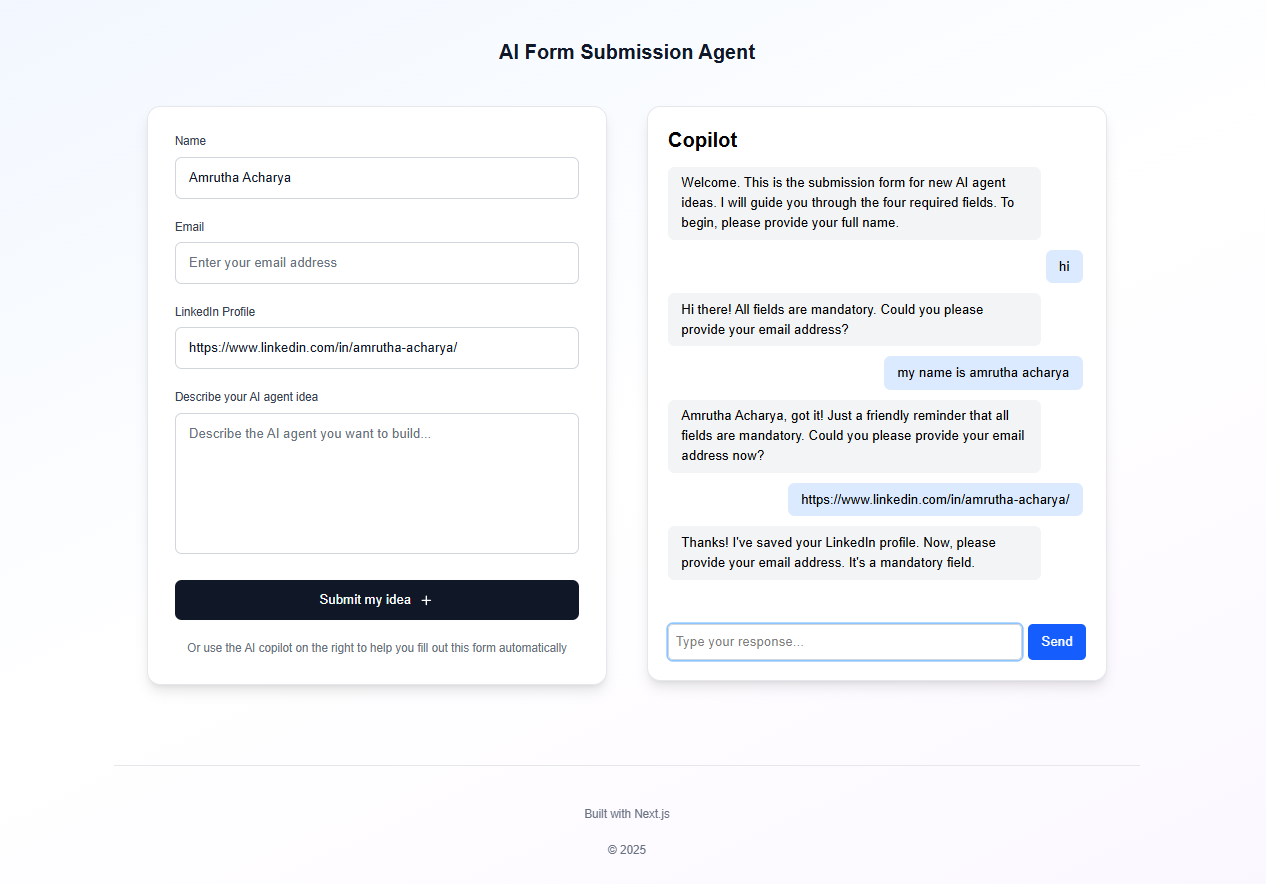 AI Form Submission Agent
Name
Amrutha Acharya
Email
Enter your email address
LinkedIn Profile
https://www.linkedin.com/in/amrutha-acharya/
Describe your AI agent idea
Describe the AI agent you want to build...
Submit my idea +
Or use the AI copilot on the right to help you fill out this form automatically
Copilot
Welcome. This is the submission form for new AI agent
ideas. I will guide you through the four required fields. To
begin, please provide your full name.
hi
Hi there! All fields are mandatory. Could you please
provide your email address?
my name is amrutha acharya
Amrutha Acharya, got it! Just a friendly reminder that all
fields are mandatory. Could you please provide your email
address now?
https://www.linkedin.com/in/amrutha-acharya/
Thanks! I've saved your LinkedIn profile. Now, please
provide your email address. It's a mandatory field.
Type your response...
Send
Built with Next.js
© 2025